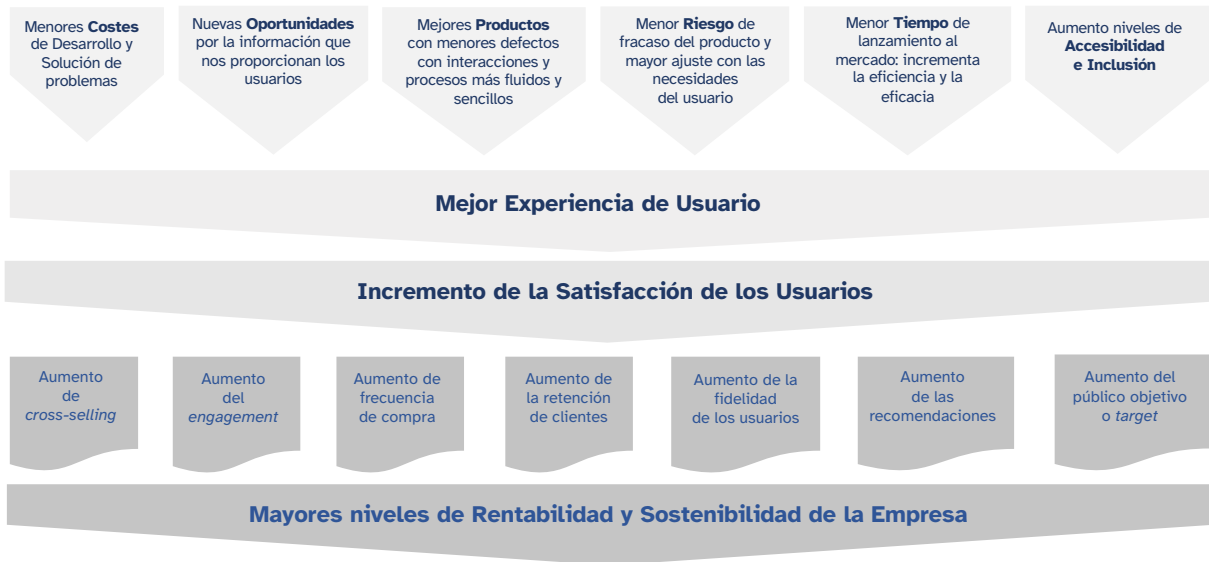 Menores Costes
de Desarrollo y
Solución de
problemas
Nuevas Oportunidades
por la información que
nos proporcionan los
usuarios
Mejores Productos
con menores defectos
con interacciones y
procesos más fluidos y
sencillos
Menor Riesgo de
fracaso del producto y
mayor ajuste con las
necesidades
del usuario
Menor Tiempo de
lanzamiento al
mercado: incrementa
la eficiencia y la
eficacia
Aumento niveles de
Accesibilidad
e Inclusión
Mejor Experiencia de Usuario
Incremento de la Satisfacción de los Usuarios
Aumento
de
cross-selling
Aumento
del
engagement
Aumento de
frecuencia
de compra
Aumento de
la retención
de clientes
Aumento de la
fidelidad
de los usuarios
Aumento
de las
recomendaciones
Aumento del
público objetivo
o target
Mayores niveles de Rentabilidad y Sostenibilidad de la Empresa